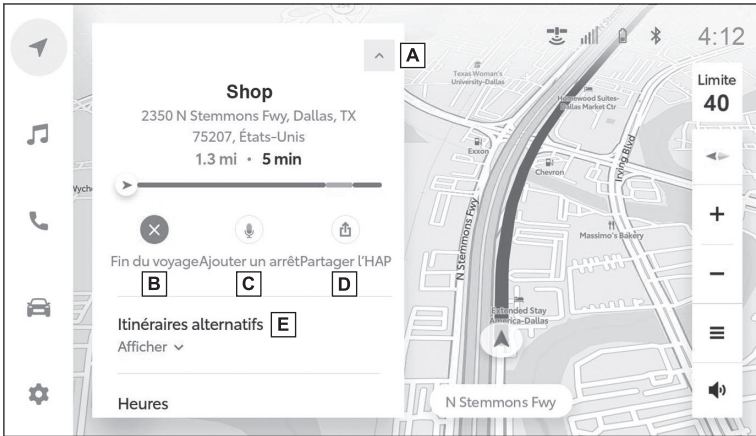 4:12
A
Shop
2350 N Stemmons Fwy, Dallas, TX
75207, États-Unis
1.3 mi • 5 min
Fin du voyage
Ajouter un arrêt
Partager l'HAP
B
C
D
Itinéraires alternatifs
E
Afficher
Heures
Wych
Texas Woman's
University-Dallas
Homewood Suites-
Dallas Market Ctr
Exxon
Chevron
Irving Blvd
N Stemmons Fwy
Massimo's Bakery
Extended Stay
America-Dallas
N Stemmons Fwy
Limite
40